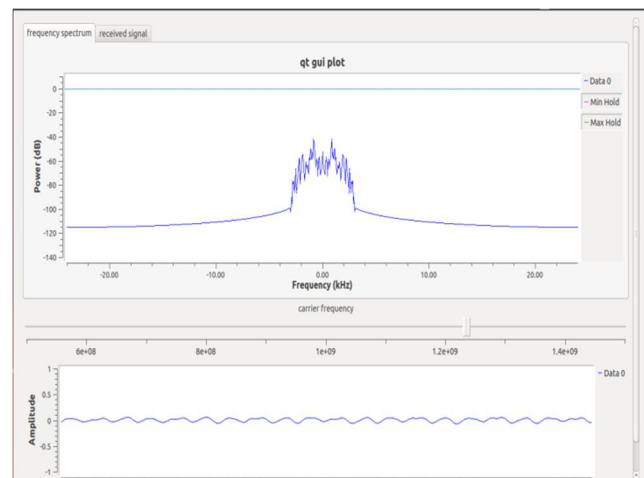 frequency spectrum received signal
qt gui plot
Data 0
Min Hold
Max Hold
Power (dB)
0
-20
-40
-60
-80
-100
-120
-140
-20.00 -10.00 0.00 10.00 20.00
Frequency (kHz)
carrier frequency
6e+08 8e+08 1e+09 1.2e+09 1.4e+09
Data 0
Amplitude
1
0.5
0
-0.5
-1